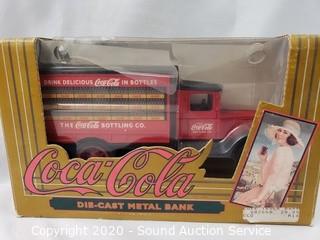 DRINK DELICIOUS Coca-Cola IN BOTTLES
THE Coca-Cola BOTTLING CO.
Coca-Cola
Coca-Cola
DIE-CAST METAL BANK
Copyright 2020 - Sound Auction Service